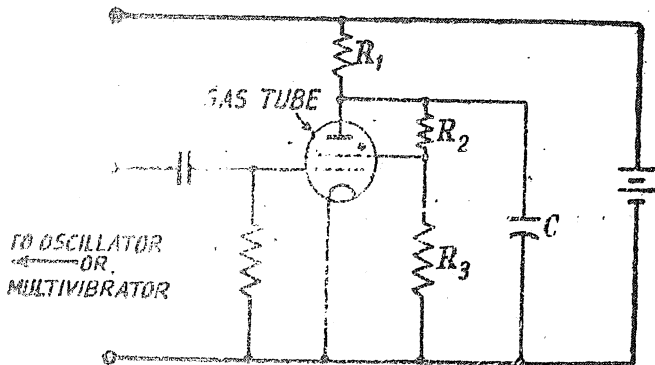 R1
GAS TUBE
R2
C
R3
TO OSCILLATOR
OR
MULTIVIBRATOR